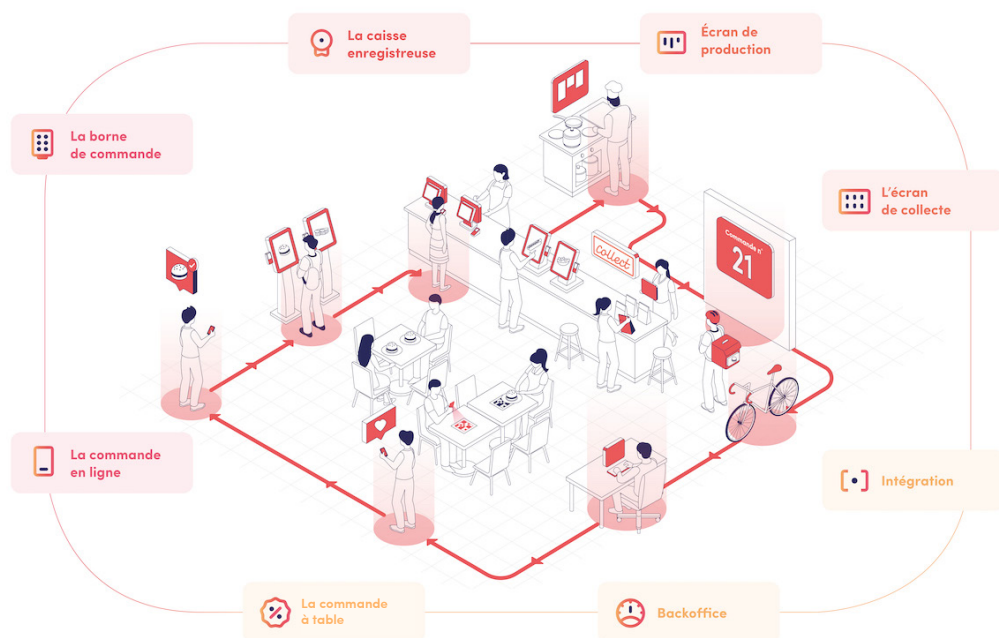 La caisse
enregistreuse
Écran de
production
La borne
de commande
L'écran
de collecte
Commande n°
21
Collect
La commande
en ligne
Intégration
La commande
à table
Backoffice